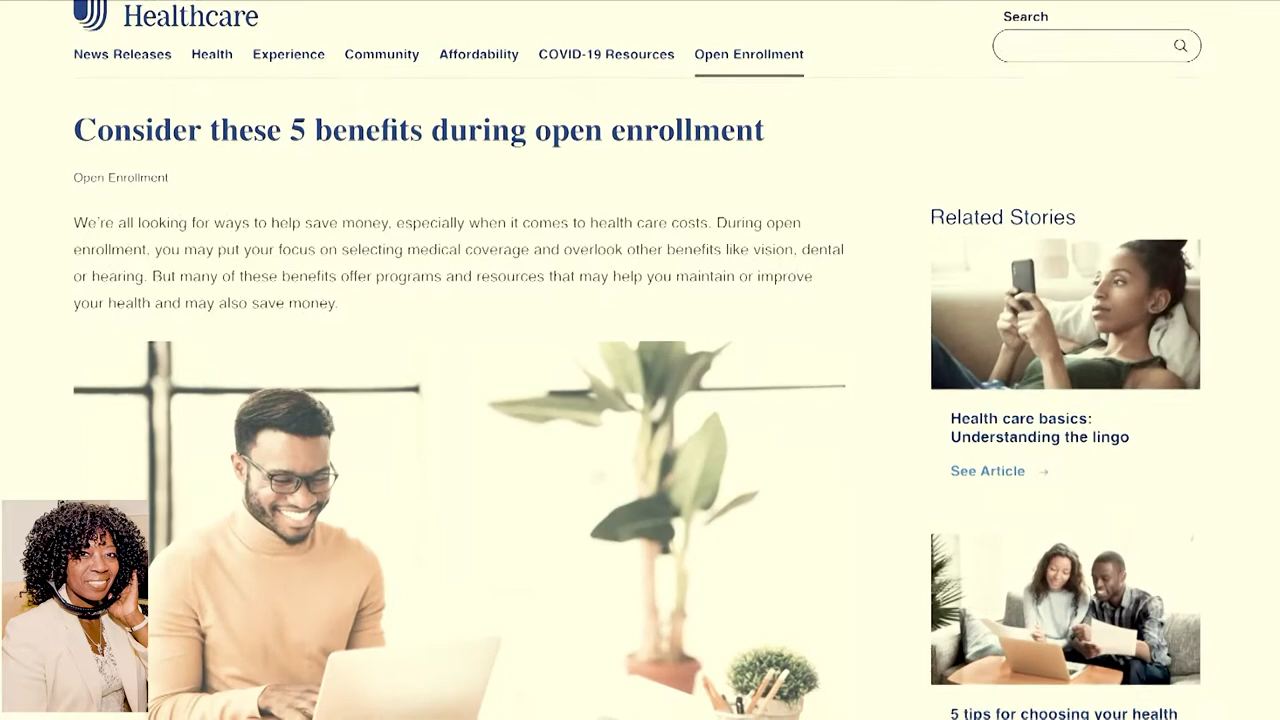 Healthcare
Search
News Releases Health Experience Community Affordability COVID-19 Resources Open Enrollment
Consider these 5 benefits during open enrollment
Open Enrollment
We're all looking for ways to help save money, especially when it comes to health care costs. During open
enrollment, you may put your focus on selecting medical coverage and overlook other benefits like vision, dental
or hearing. But many of these benefits offer programs and resources that may help you maintain or improve
your health and may also save money.
Related Stories
Health care basics:
Understanding the lingo
See Article →
5 tips for choosing your health